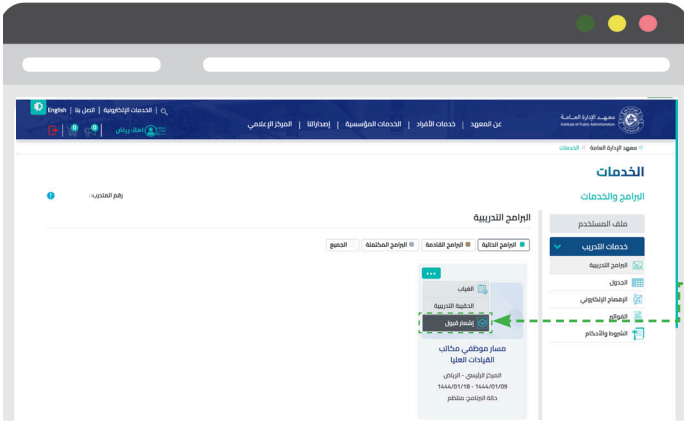 الخدمات الإلكترونية | اتصل بنا | English
أهلا، رياض
معهد الإدارة العامة
Institute of Public Administration
عن المعهد | خدمات الأفراد | الخدمات المؤسسية | إصداراتنا | المركز الإعلامي
معهد الإدارة العامة » الخدمات
الخدمات
البرامج والخدمات
رقم المتدرب:
ملف المستخدم
خدمات التدريب
البرامج التدريبية
الجدول
الإفصاح الإلكتروني
الفواتير
الشروط والأحكام
البرامج التدريبية
البرامج الحالية
البرامج القادمة
البرامج المكتملة
الجميع
الغياب
الحقيبة التدريبية
إشعار قبول
مسار موظفي مكاتب
القيادات العليا
المركز الرئيسي - الرياض
1444/01/18 - 1444/01/09
حالة البرنامج: منتظم